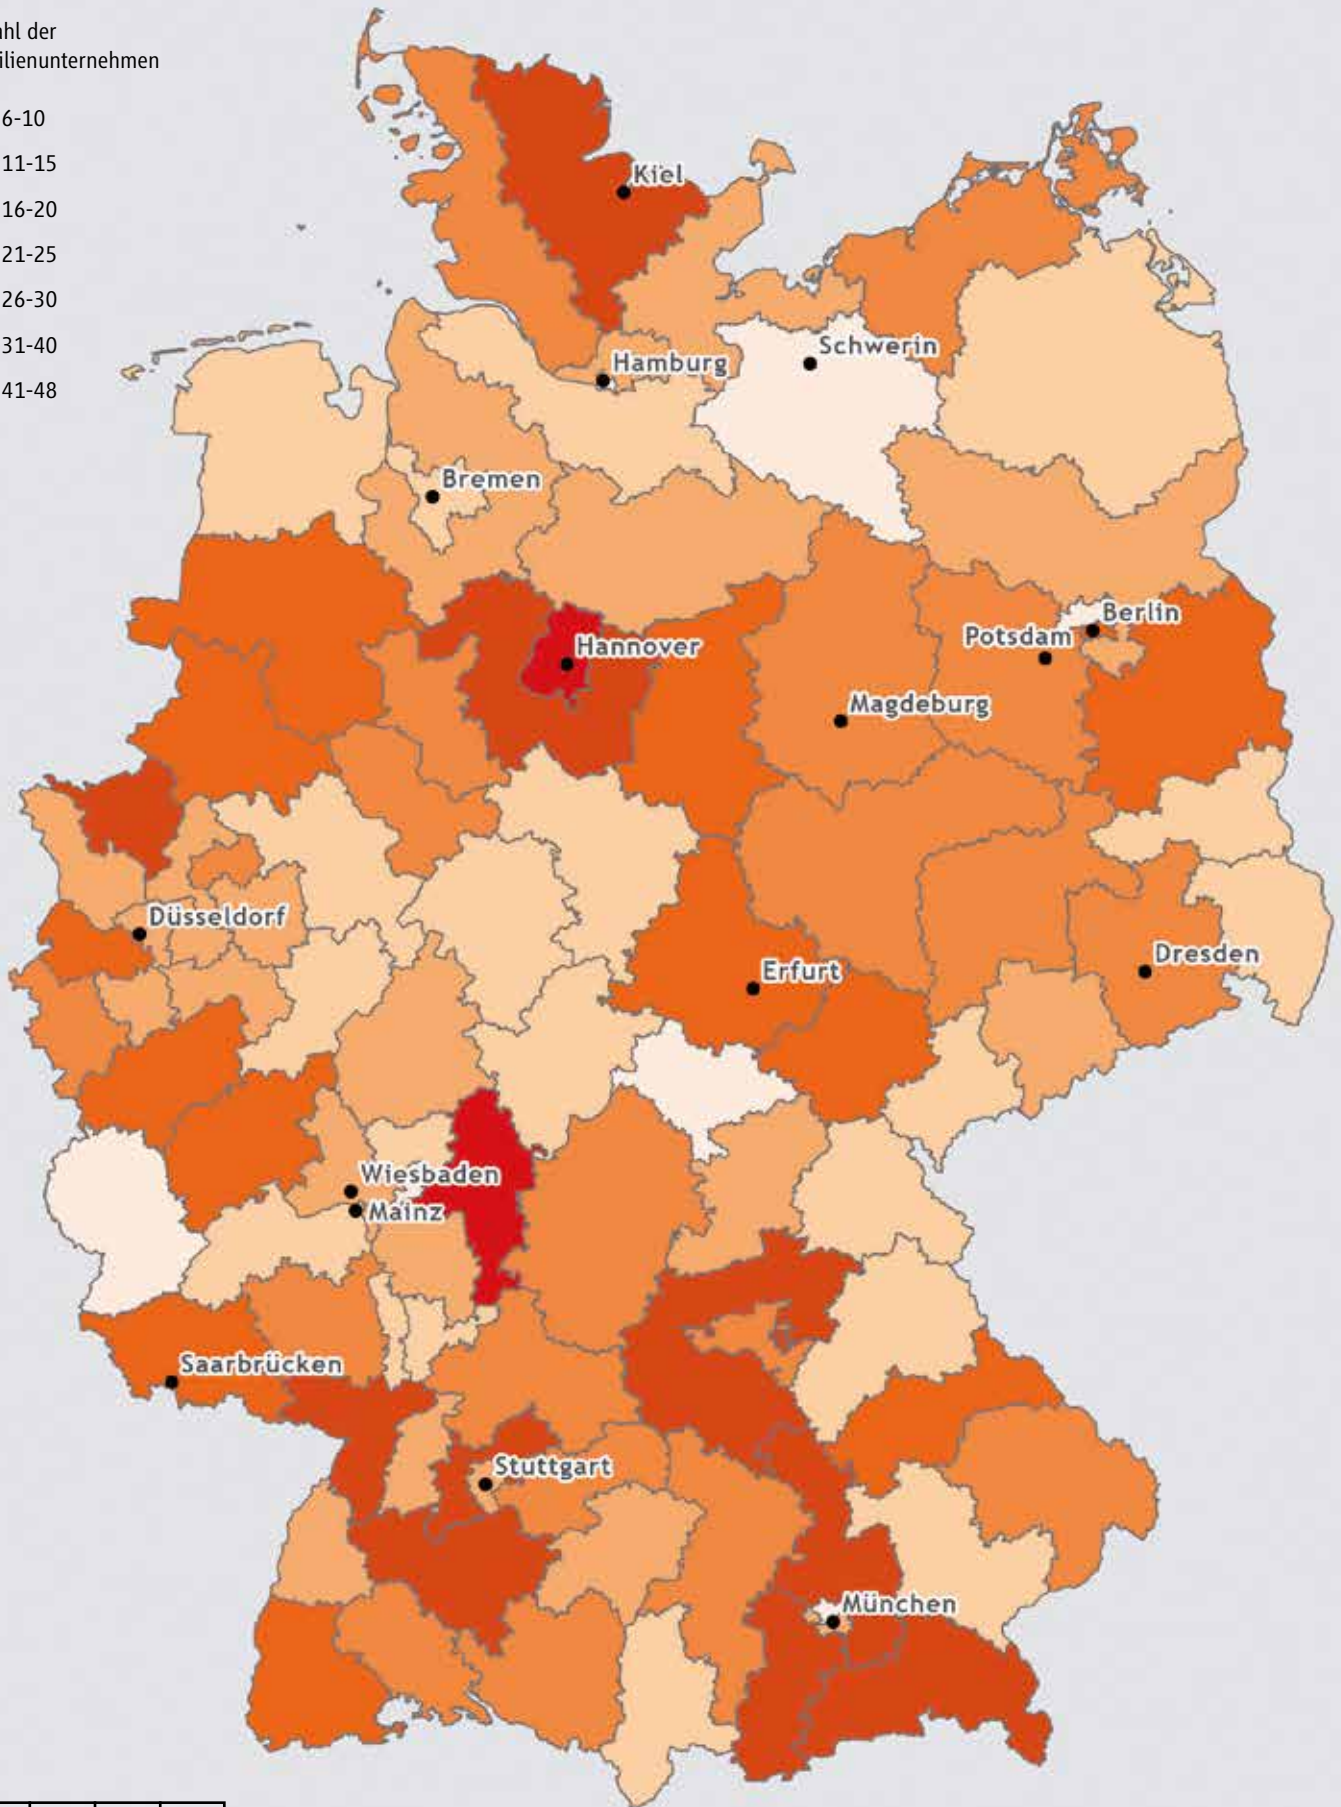 ahl der
ilienunternehmen
6-10
11-15
16-20
21-25
26-30
31-40
41-48
Kiel
Schwerin
Hamburg
Bremen
Berlin
Potsdam
Hannover
Magdeburg
Düsseldorf
Dresden
Erfurt
Wiesbaden
Mainz
Saarbrücken
Stuttgart
München